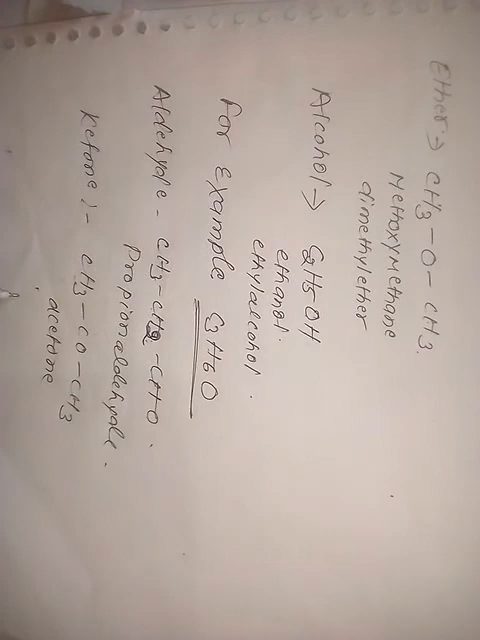 Ether → CH3 – O – CH3.
Methoxymethane
dimethylether
Alcohol → C2H5OH
ethanol.
ethylalcohol.
For Example C3H6O
Aldehyde - CH3-CH2-CHO.
Propionaldehyde.
Ketone :- CH3 – CO – CH3
acetone